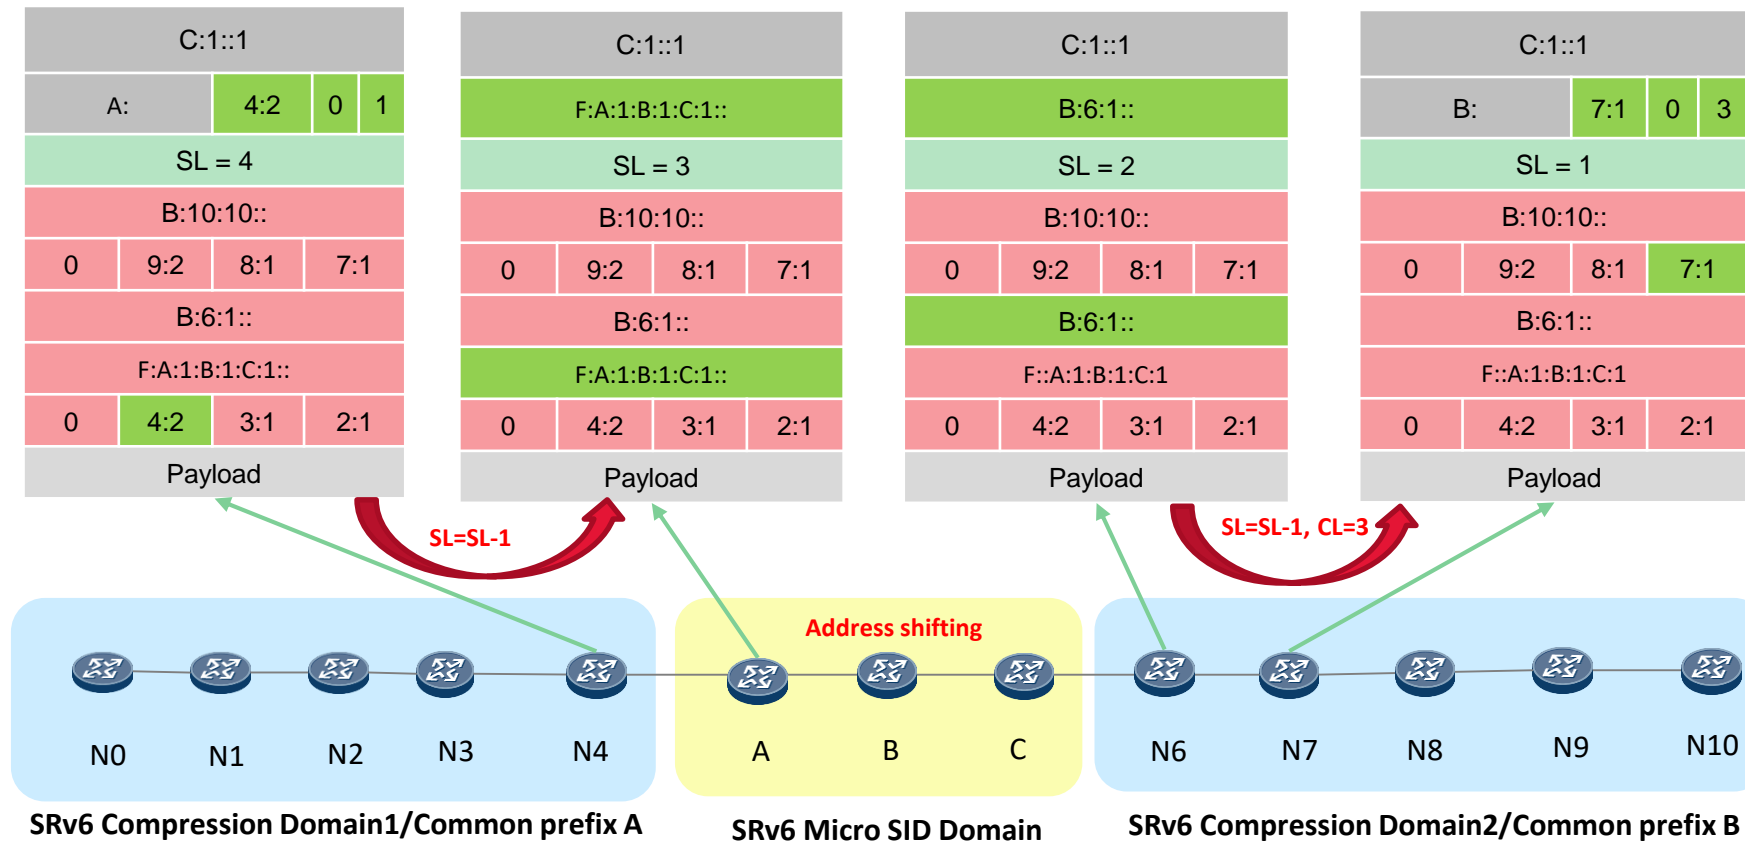 C:1::1
A: 4:2 0 1
SL = 4
B:10:10::
0 9:2 8:1 7:1
B:6:1::
F:A:1:B:1:C:1::
0 4:2 3:1 2:1
Payload
C:1::1
F:A:1:B:1:C:1::
SL = 3
B:10:10::
0 9:2 8:1 7:1
B:6:1::
F:A:1:B:1:C:1::
0 4:2 3:1 2:1
Payload
C:1::1
B:6:1::
SL = 2
B:10:10::
0 9:2 8:1 7:1
B:6:1::
F::A:1:B:1:C:1
0 4:2 3:1 2:1
Payload
C:1::1
B: 7:1 0 3
SL = 1
B:10:10::
0 9:2 8:1 7:1
B:6:1::
F::A:1:B:1:C:1
0 4:2 3:1 2:1
Payload
SL=SL-1
SL=SL-1, CL=3
Address shifting
N0 N1 N2 N3 N4 A B C N6 N7 N8 N9 N10
SRv6 Compression Domain1/Common prefix A
SRv6 Micro SID Domain
SRv6 Compression Domain2/Common prefix B